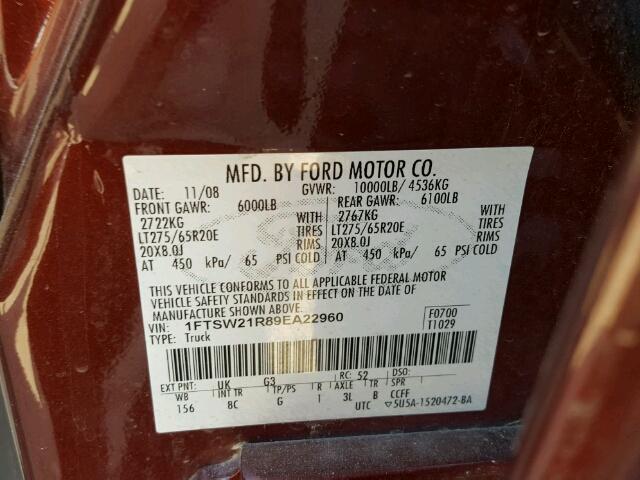 MFD. BY FORD MOTOR CO.
DATE: 11/08 GVWR: 10000LB/ 4536KG
FRONT GAWR: 6000LB REAR GAWR: 6100LB
2722KG WITH 2767KG WITH
LT275/65R20E TIRES LT275/65R20E TIRES
20X8.0J RIMS 20X8.0J RIMS
AT 450 kPa/ 65 PSI COLD AT 450 kPa/ 65 PSI COLD
THIS VEHICLE CONFORMS TO ALL APPLICABLE FEDERAL MOTOR
VEHICLE SAFETY STANDARDS IN EFFECT ON THE DATE OF
MANUFACTURE SHOWN ABOVE.
VIN: 1FTSW21R89EA22960 F0700
TYPE: Truck T1029
EXT PNT: UK G3 RC: 52 DSO:
WB INT TR TP/PS R AXLE TR SPR
156 BC G 1 3L B CCFF
UTC ▽5U5A-1520472-BA
Ford